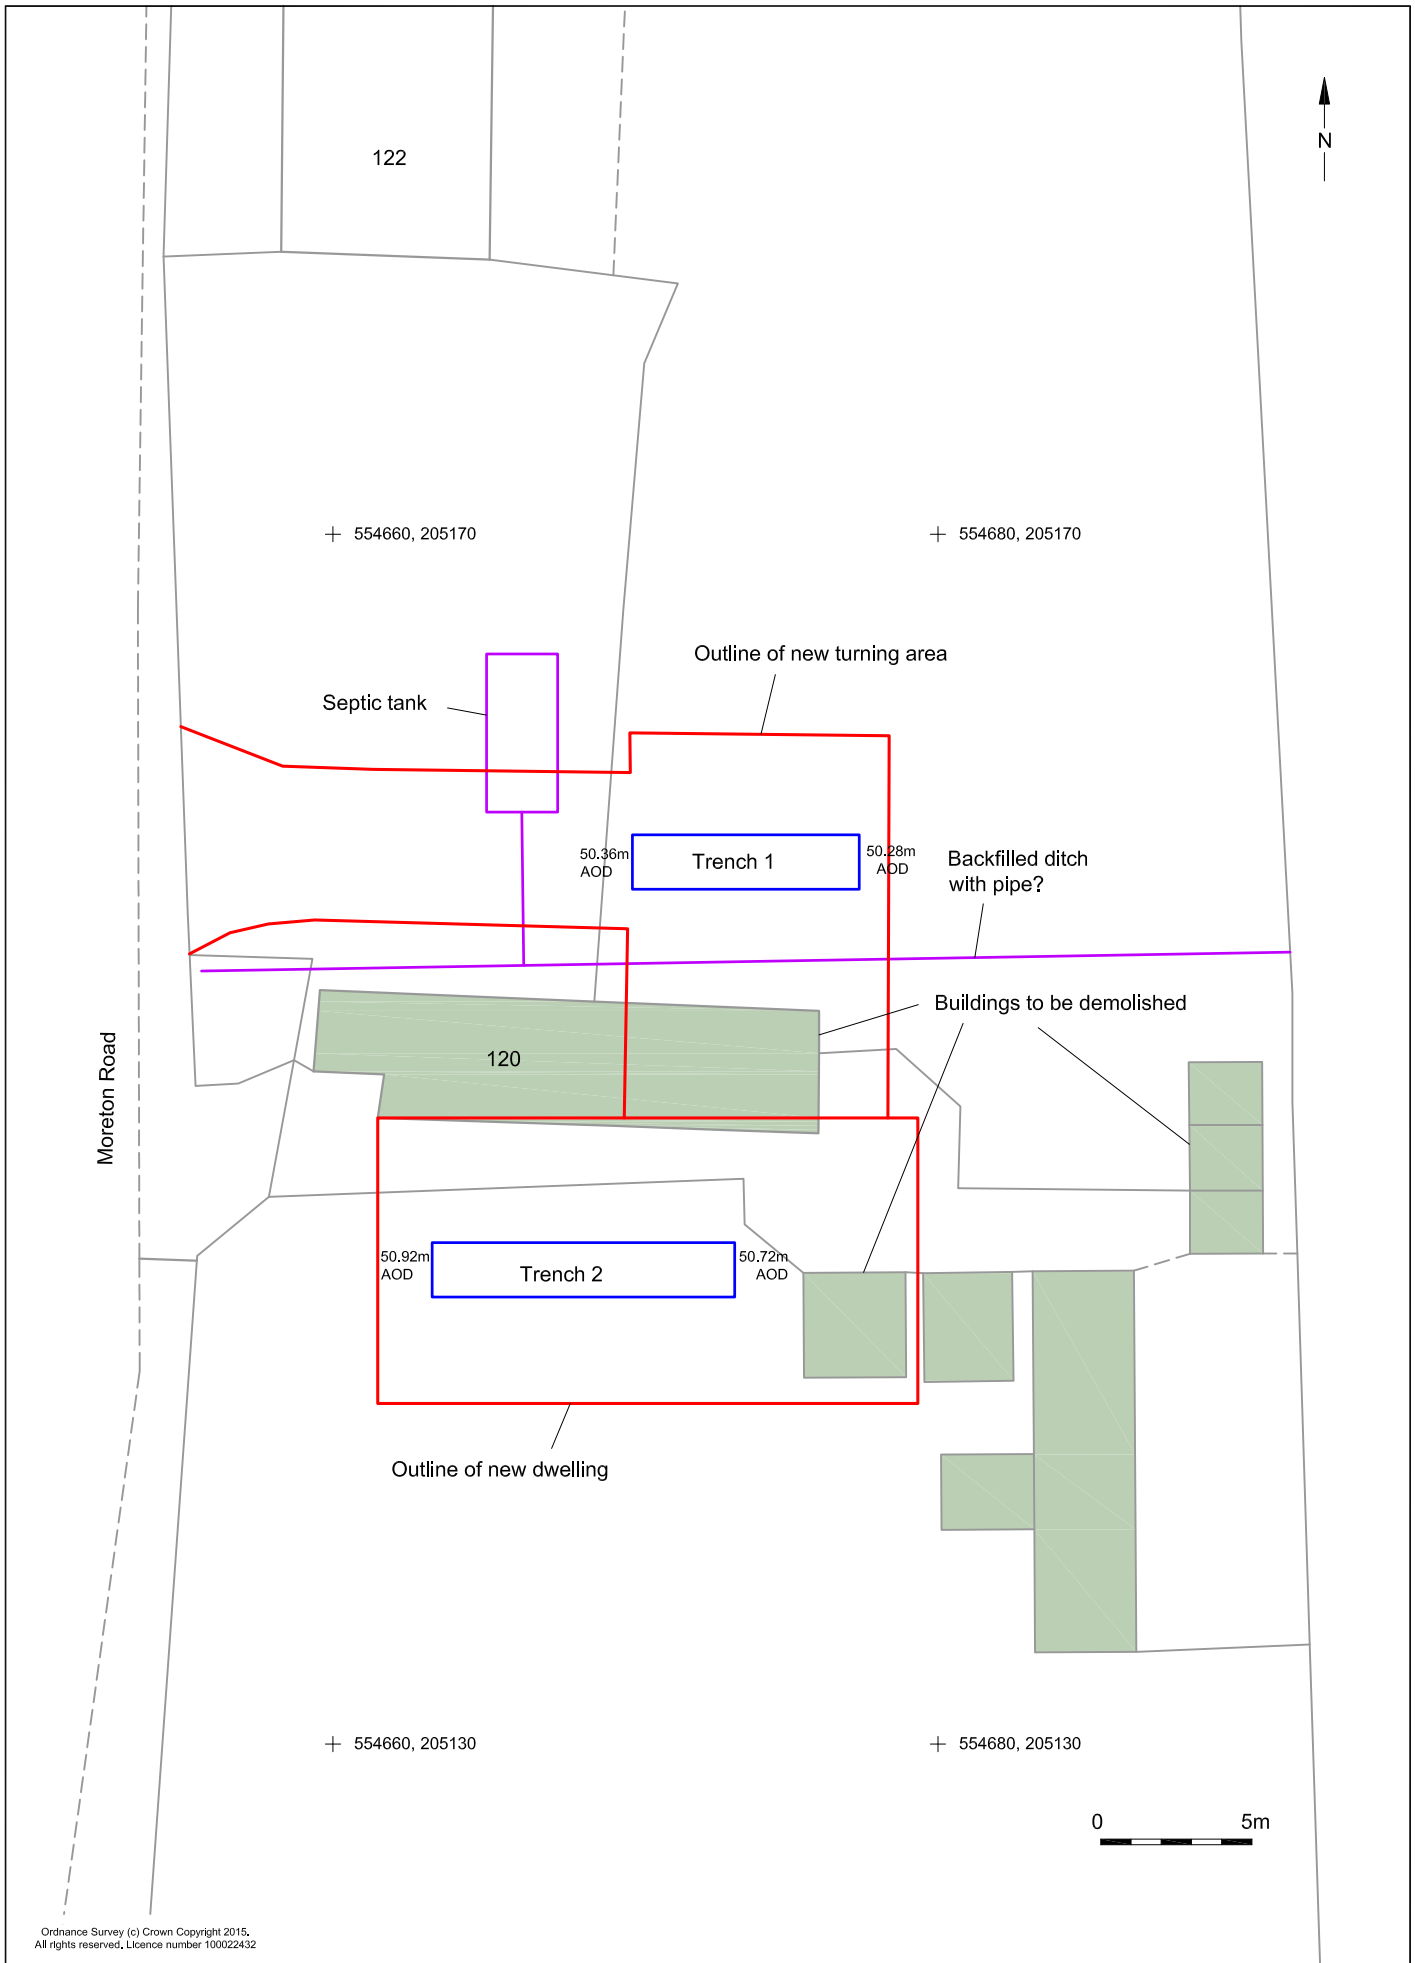 122
N
554660, 205170
554680, 205170
Outline of new turning area
Septic tank
50.36m
AOD
Trench 1
50.28m
AOD
Backfilled ditch
with pipe?
Buildings to be demolished
120
Moreton Road
50.92m
AOD
Trench 2
50.72m
AOD
Outline of new dwelling
554660, 205130
554680, 205130
0 5m
Ordnance Survey (c) Crown Copyright 2015.
All rights reserved. Licence number 100022432